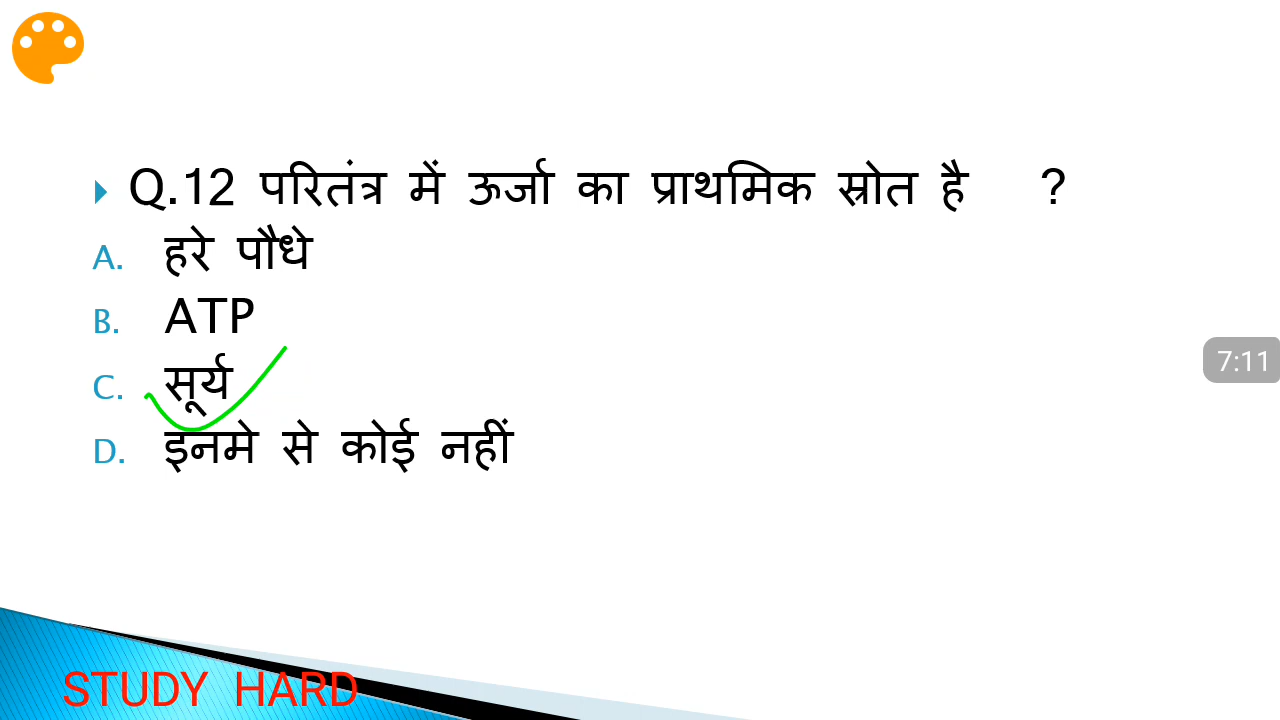 Q.12 परितंत्र में ऊर्जा का प्राथमिक स्रोत है ?
A. हरे पौधे
B. ATP
C. सूर्य
7:11
D. इनमे से कोई नहीं
STUDY HARD